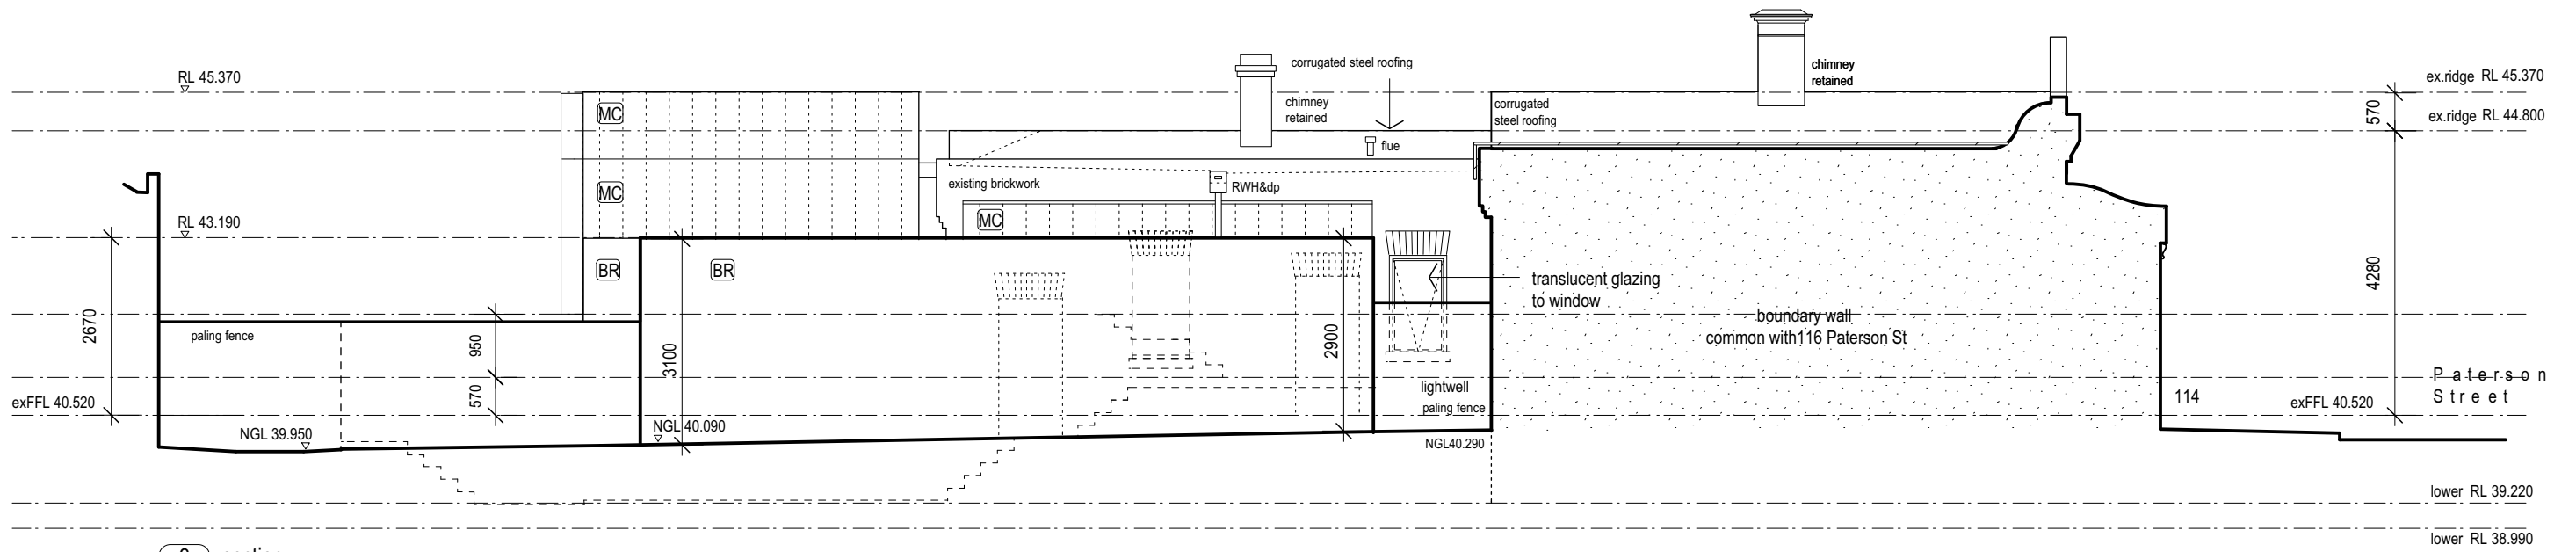 RL 45.370
MC
MC
corrugated steel roofing
chimney
retained
flue
chimney
retained
corrugated
steel roofing
ex.ridge RL 45.370
570
ex.ridge RL 44.800
existing brickwork
RWH&dp
MC
RL 43.190
BR
BR
translucent glazing
to window
2670
4280
boundary wall
common with116 Paterson St
paling fence
950
3100
2900
570
lightwell
paling fence
114
exFFL 40.520
Paterson
Street
exFFL 40.520
NGL 39.950
NGL 40.090
NGL40.290
lower RL 39.220
lower RL 38.990